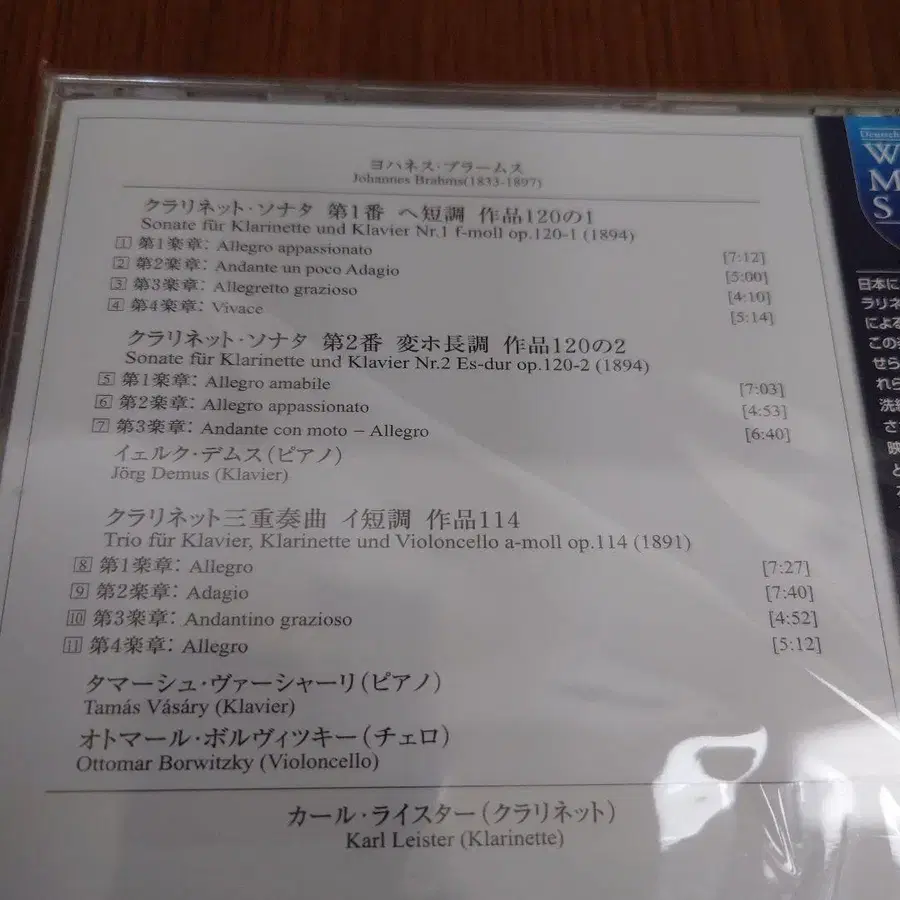 ヨハネス・ブラームス
Johannes Brahms(1833-1897)
クラリネット・ソナタ 第1番 ヘ短調 作品120の1
Sonate für Klarinette und Klavier Nr.1 f-moll op.120-1 (1894)
1 第1楽章: Allegro appassionato [7:12]
2 第2楽章: Andante un poco Adagio [5:00]
3 第3楽章: Allegretto grazioso [4:10]
4 第4楽章: Vivace [5:14]
クラリネット・ソナタ 第2番 変ホ長調 作品120の2
Sonate für Klarinette und Klavier Nr.2 Es-dur op.120-2 (1894)
5 第1楽章: Allegro amabile [7:03]
6 第2楽章: Allegro appassionato [4:53]
7 第3楽章: Andante con moto – Allegro [6:40]
イェルク・デムス(ピアノ)
Jörg Demus (Klavier)
クラリネット三重奏曲 イ短調 作品114
Trio für Klavier, Klarinette und Violoncello a-moll op.114 (1891)
8 第1楽章: Allegro [7:27]
9 第2楽章: Adagio [7:40]
10 第3楽章: Andantino grazioso [4:52]
11 第4楽章: Allegro [5:12]
タマーシュ・ヴァーシャーリ(ピアノ)
Tamás Vásáry (Klavier)
オトマール・ボルヴィツキー(チェロ)
Ottomar Borwitzky (Violoncello)
カール・ライスター(クラリネット)
Karl Leister (Klarinette)
W
M
S
日本に
ラリネ
による
この
せら
れら
洗
さ
映
と